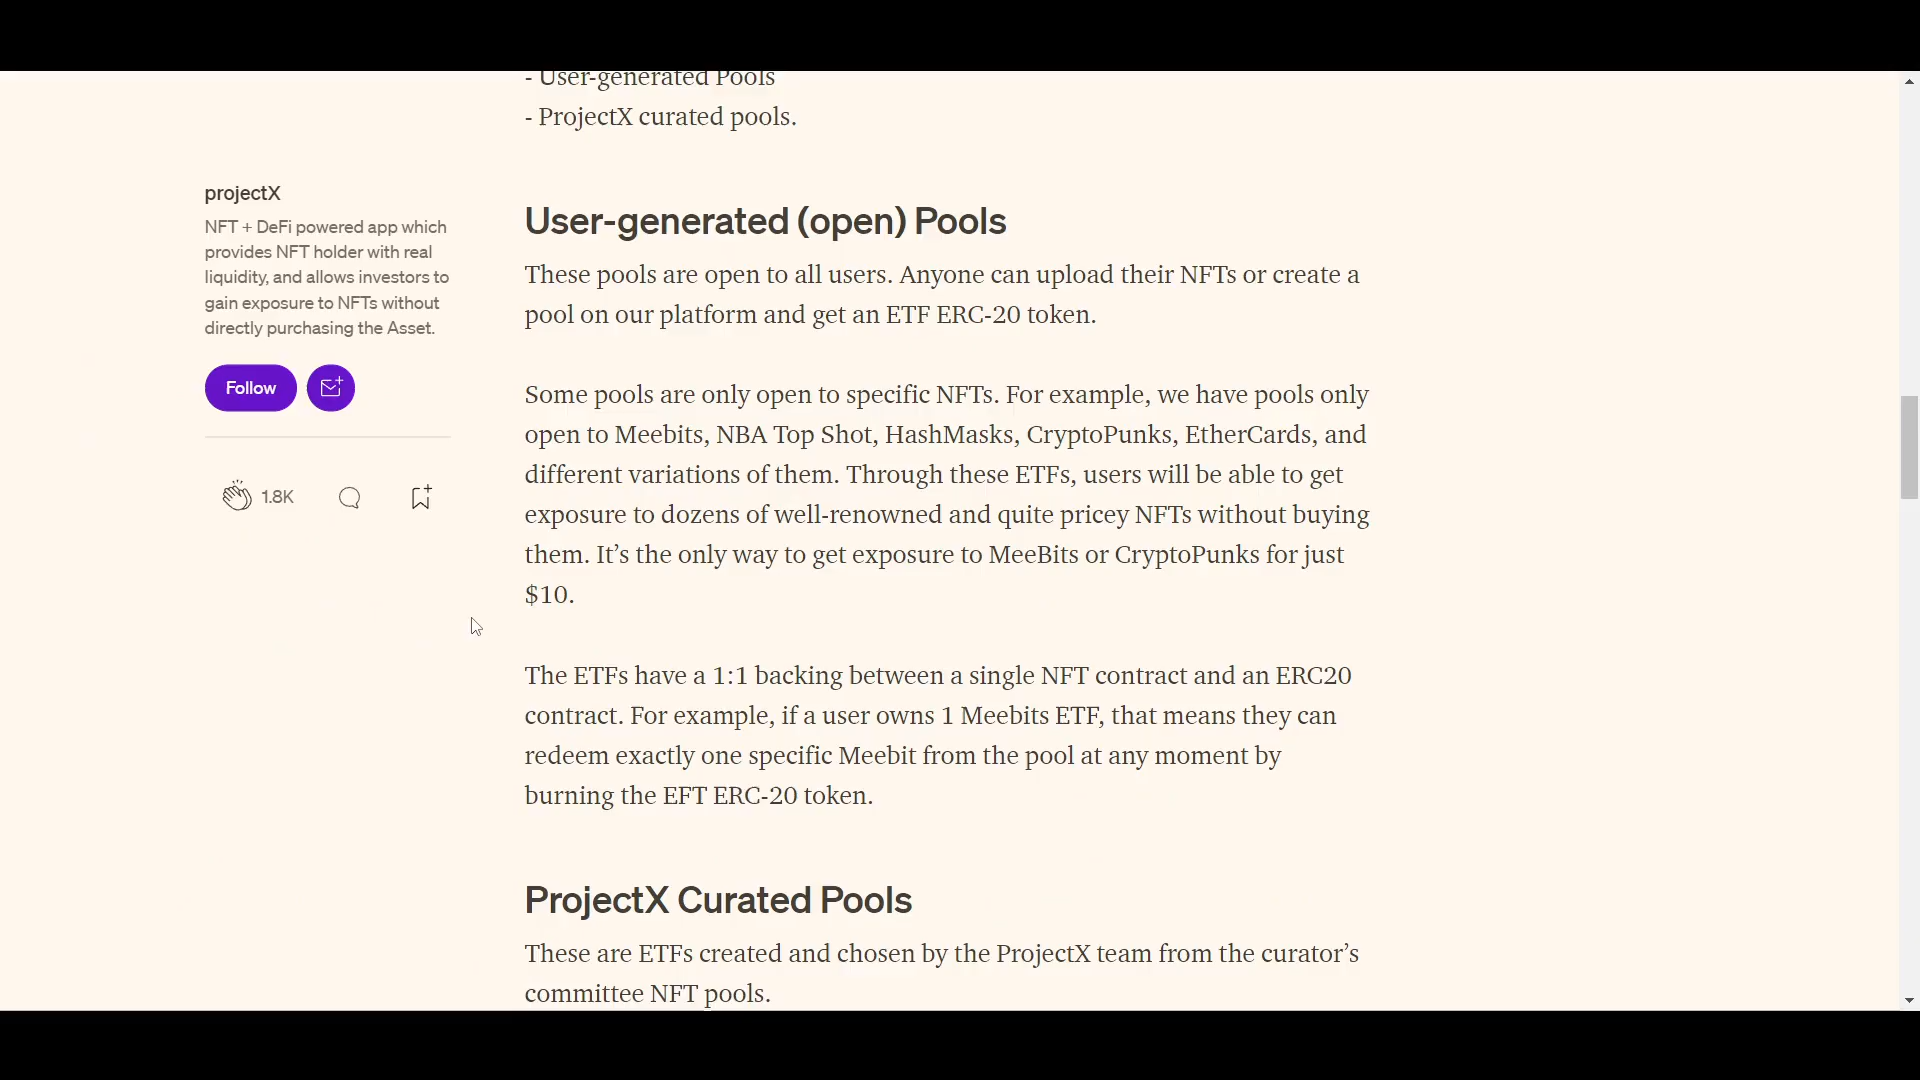 - User-generated Pools
- ProjectX curated pools.
projectX
NFT + DeFi powered app which
provides NFT holder with real
liquidity, and allows investors to
gain exposure to NFTs without
directly purchasing the Asset.
Follow
1.8K
User-generated (open) Pools
These pools are open to all users. Anyone can upload their NFTs or create a
pool on our platform and get an ETF ERC-20 token.
Some pools are only open to specific NFTs. For example, we have pools only
open to Meebits, NBA Top Shot, HashMasks, CryptoPunks, EtherCards, and
different variations of them. Through these ETFs, users will be able to get
exposure to dozens of well-renowned and quite pricey NFTs without buying
them. It’s the only way to get exposure to MeeBits or CryptoPunks for just
$10.
The ETFs have a 1:1 backing between a single NFT contract and an ERC20
contract. For example, if a user owns 1 Meebits ETF, that means they can
redeem exactly one specific Meebit from the pool at any moment by
burning the EFT ERC-20 token.
ProjectX Curated Pools
These are ETFs created and chosen by the ProjectX team from the curator’s
committee NFT pools.